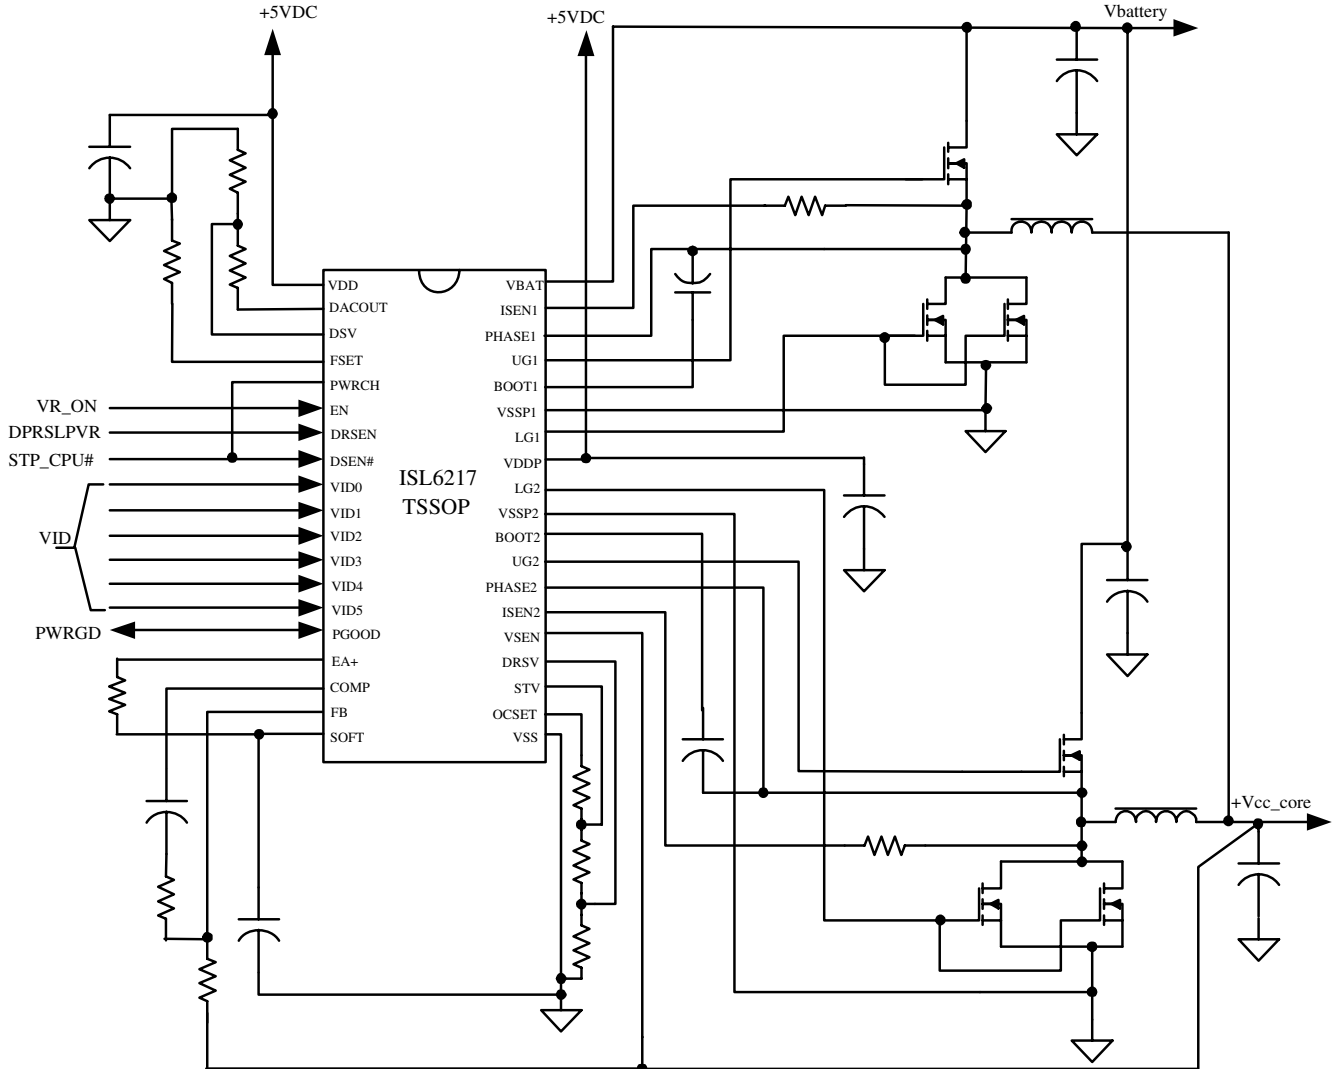 +5VDC
+5VDC
Vbattery
VDD
DACOUT
DSV
FSET
PWRCH
EN
DRSEN
DSEN#
VID0
VID1
VID2
VID3
VID4
VID5
PGOOD
EA+
COMP
FB
SOFT
VR_ON
DPRSLPVR
STP_CPU#
VID
PWRGD
ISL6217
TSSOP
VBAT
ISEN1
PHASE1
UG1
BOOT1
VSSP1
LG1
VDDP
LG2
VSSP2
BOOT2
UG2
PHASE2
ISEN2
VSEN
DRSV
STV
OCSET
VSS
+Vcc_core